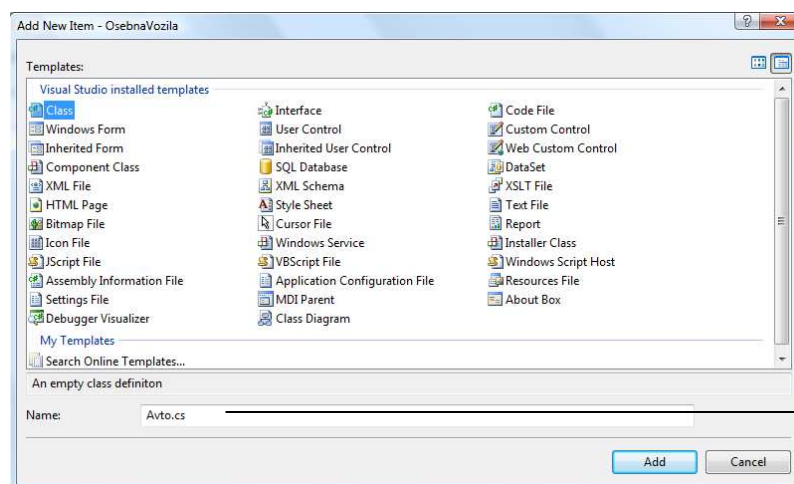 Add New Item - OsebnaVozila
Templates:
Visual Studio installed templates
Class Interface Code File
Windows Form User Control Custom Control
Inherited Form Inherited User Control Web Custom Control
Component Class SQL Database DataSet
XML File XML Schema XSLT File
HTML Page Style Sheet Text File
Bitmap File Cursor File Report
Icon File Windows Service Installer Class
JScript File VBScript File Windows Script Host
Assembly Information File Application Configuration File Resources File
Settings File MDI Parent About Box
Debugger Visualizer Class Diagram
My Templates
Search Online Templates...
An empty class definiton
Name: Avto.cs
Add Cancel